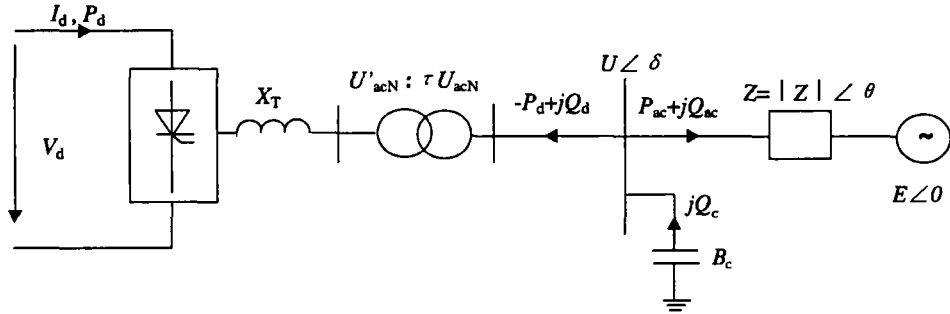 I_d, P_d
V_d
X_T
U'_acN : τU_acN
-P_d+jQ_d
U∠δ
P_ac+jQ_ac
Z=|Z|∠θ
~
E∠0
jQ_c
B_c